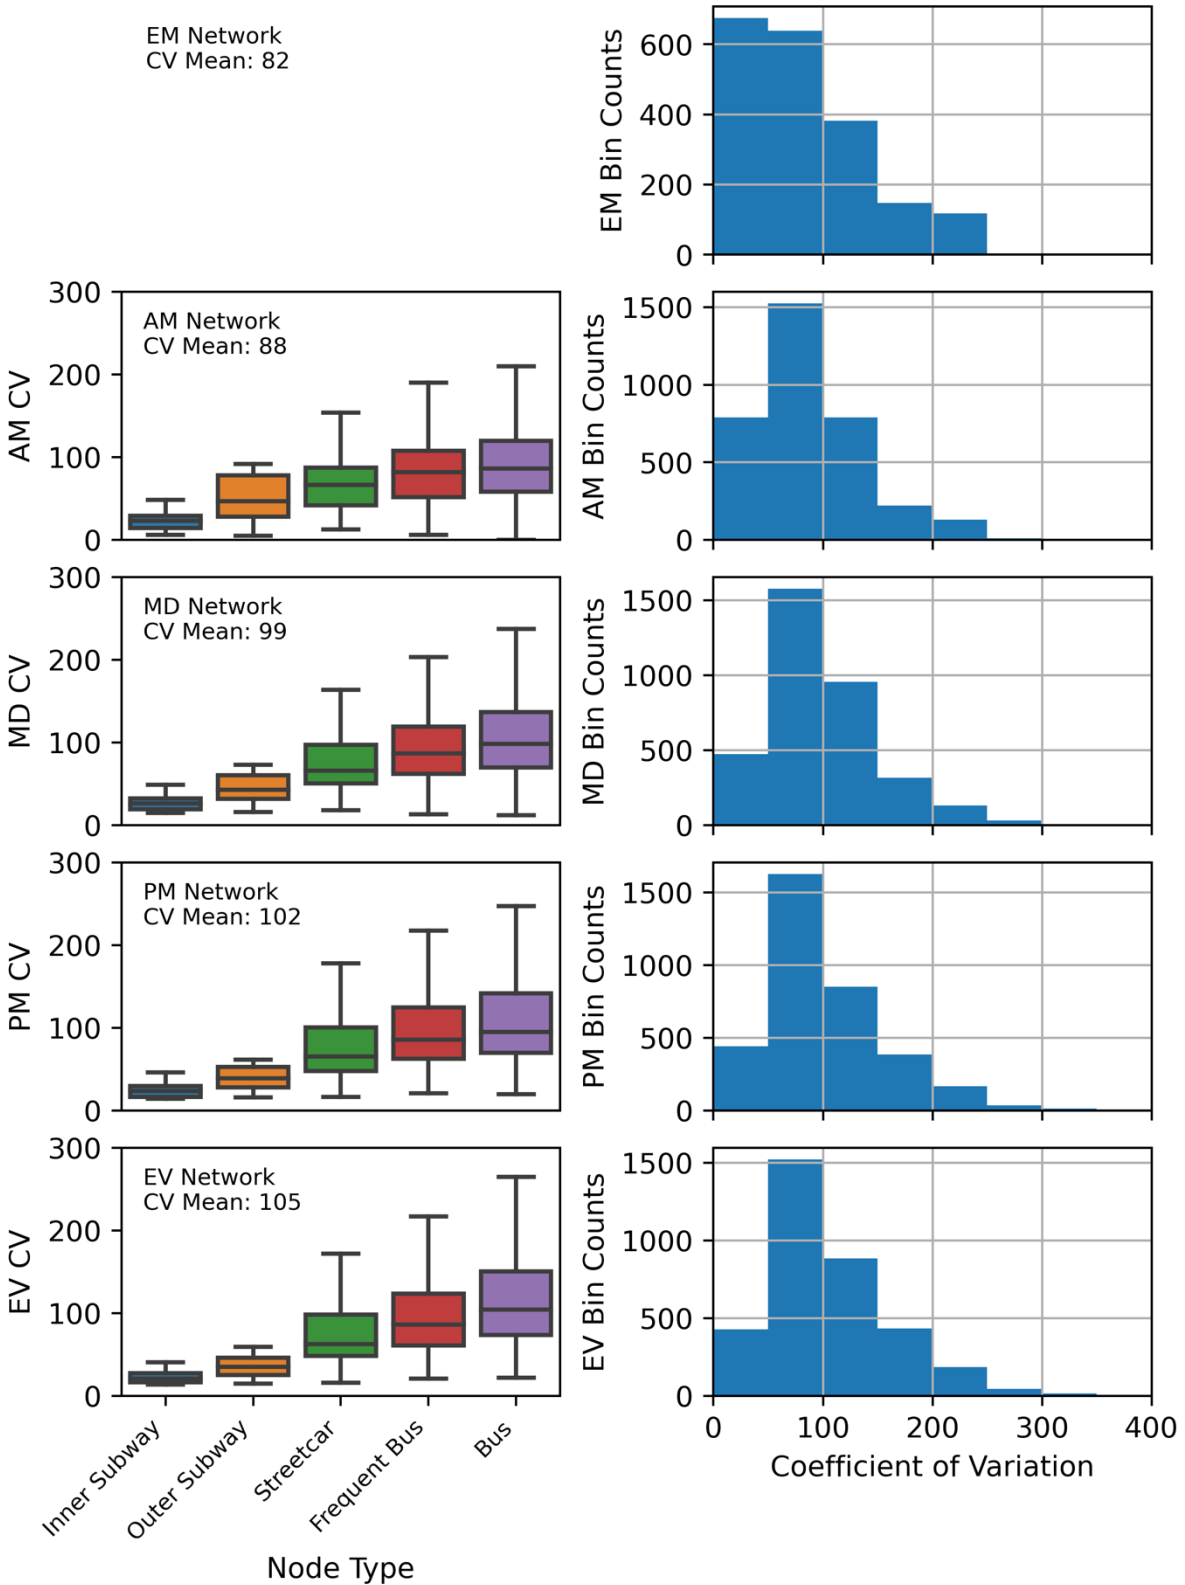 EM Network
CV Mean: 82
EM Bin Counts
600
400
200
0
AM CV
300
200
100
0
AM Network
CV Mean: 88
AM Bin Counts
1500
1000
500
0
MD CV
300
200
100
0
MD Network
CV Mean: 99
MD Bin Counts
1500
1000
500
0
PM CV
300
200
100
0
PM Network
CV Mean: 102
PM Bin Counts
1500
1000
500
0
EV CV
300
200
100
0
EV Network
CV Mean: 105
Inner Subway
Outer Subway
Streetcar
Frequent Bus
Bus
Node Type
EV Bin Counts
1500
1000
500
0
0 100 200 300 400
Coefficient of Variation